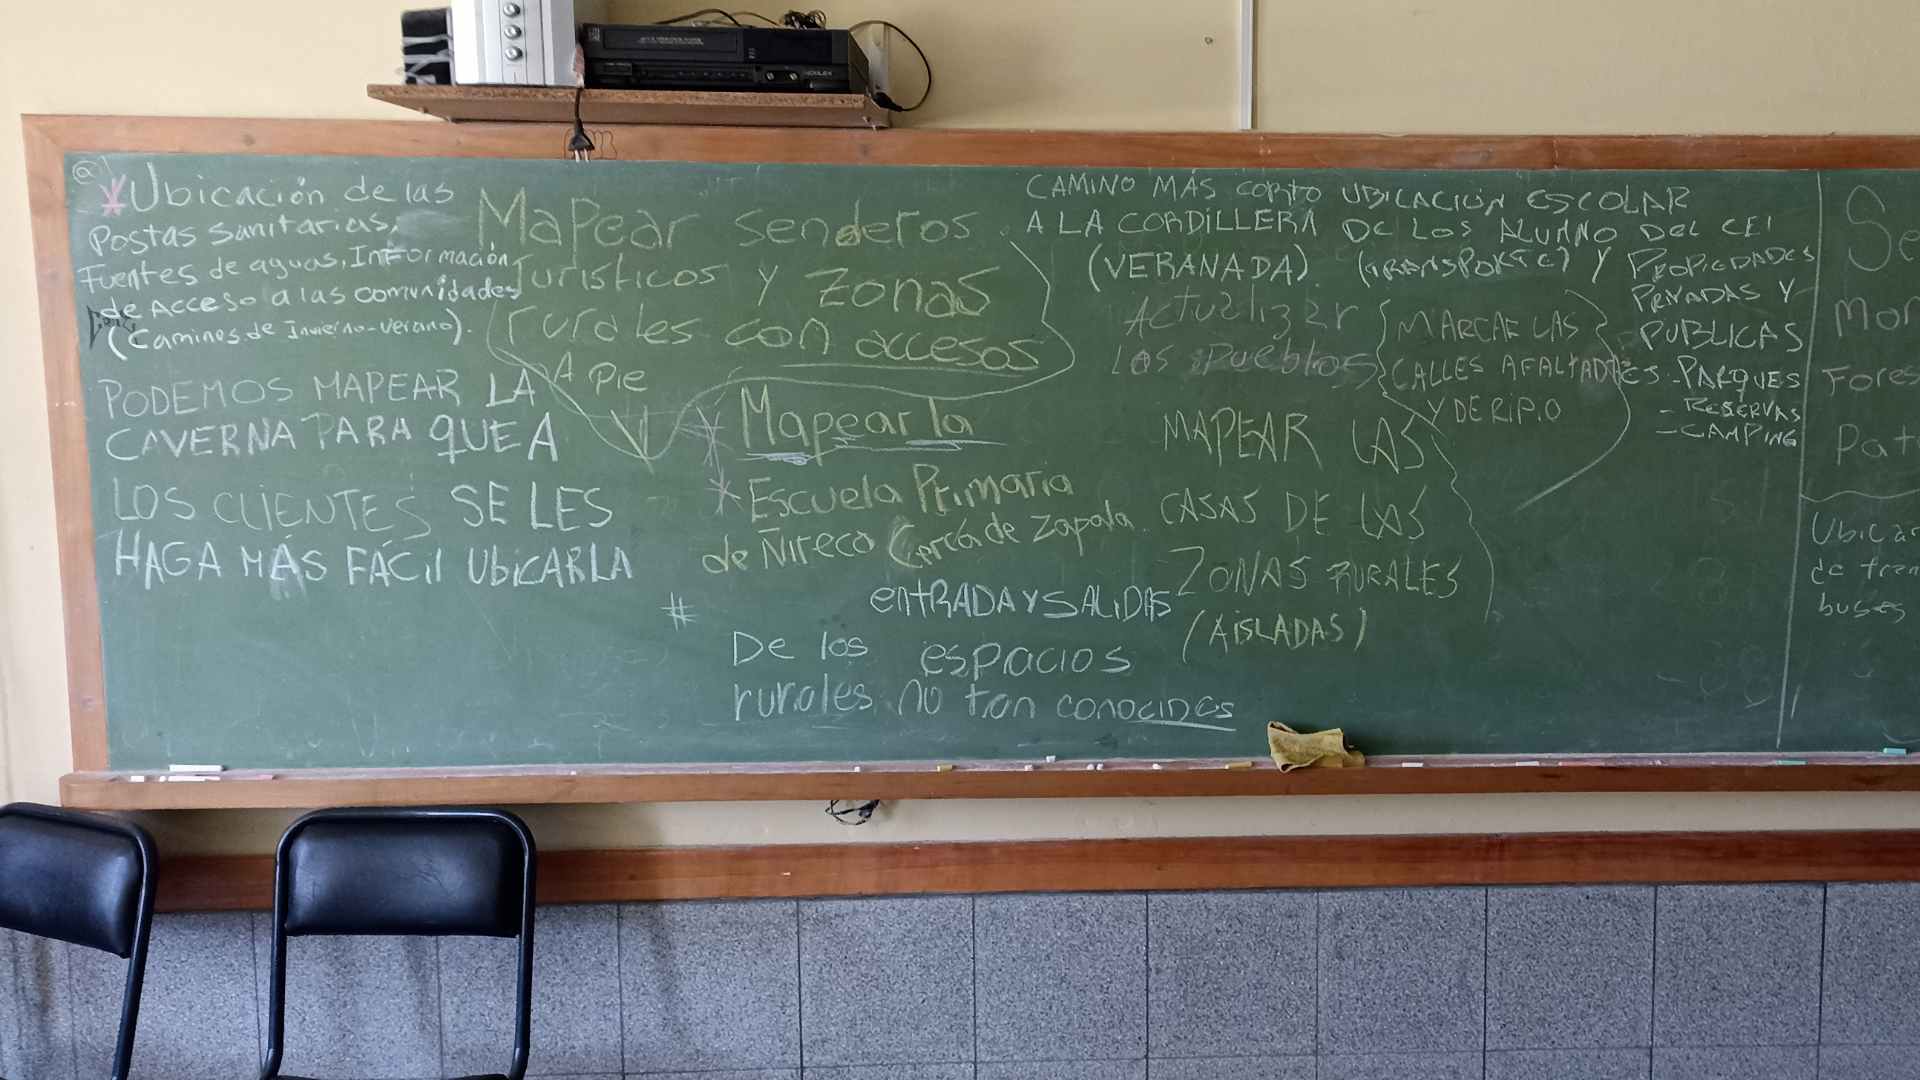 *Ubicación de las
Postas sanitarias,
Fuentes de aguas, Información
de Acceso a las comunidades
(Caminos de Invierno-verano).
PODEMOS MAPEAR LA
CAVERNA PARA QUE A
LOS CLIENTES SE LES
HAGA MÁS FÁCIL UBICARLA
Mapear senderos
Turísticos y zonas
rurales con accesos
A Pie
* Mapear la
* Escuela Primaria
de Ñireco Cerca de Zapala.
# ENTRADA Y SALIDAS
De los espacios
rurales no tan conocidos
CAMINO MÁS CORTO
A LA CORDILLERA
(VERANADA)
Actualizar
Los Pueblos
MARCAR LAS
CALLES AFALTADAS
Y DE RIPIO
MAPEAR LAS
CASAS DE LAS
ZONAS RURALES
(AISLADAS)
UBICACIÓN ESCOLAR
DE LOS ALUMNO DEL CEI
(TRANSPORTE) Y PROPIEDADES
PRIVADAS Y
PUBLICAS
- PARQUES
- RESERVAS
- CAMPING
Se
Mon
Fores
Pat
Ubicar
de tren
buses